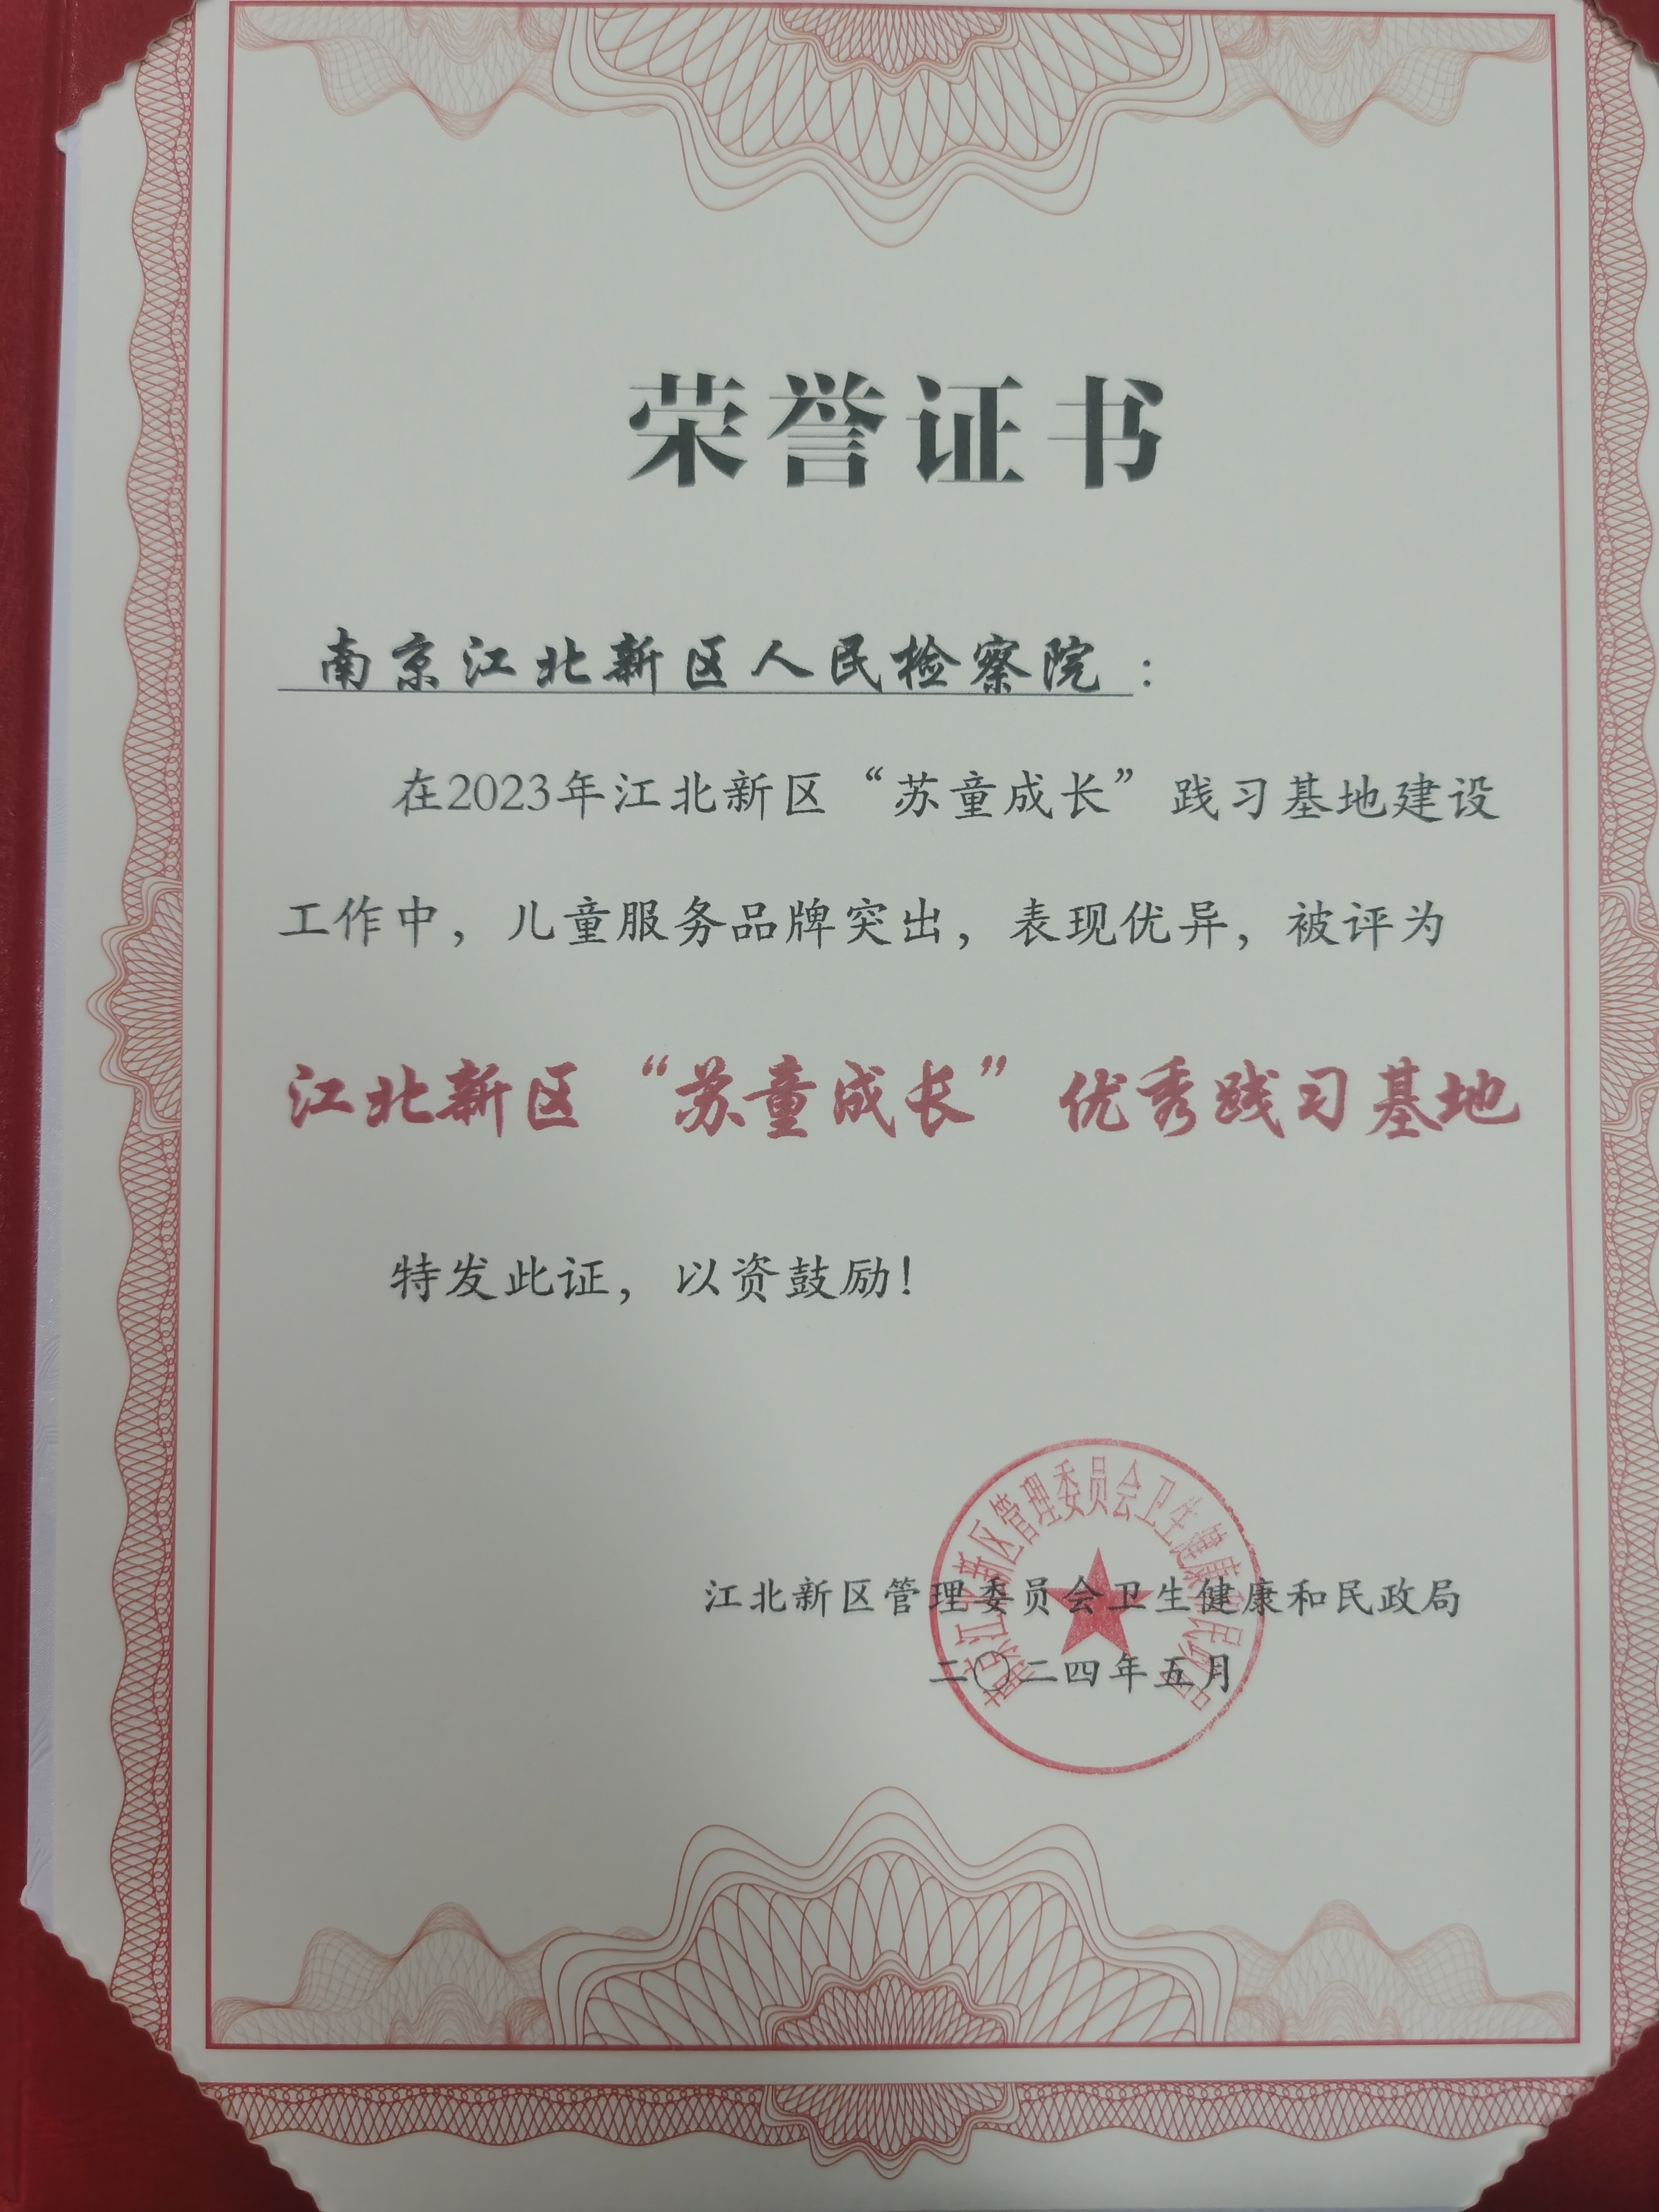 荣誉证书
南京江北新区人民检察院：
在2023年江北新区“苏童成长”践习基地建设
工作中，儿童服务品牌突出，表现优异，被评为
江北新区“苏童成长”优秀践习基地
特发此证，以资鼓励！
江北新区管理委员会卫生健康和民政局
二〇二四年五月